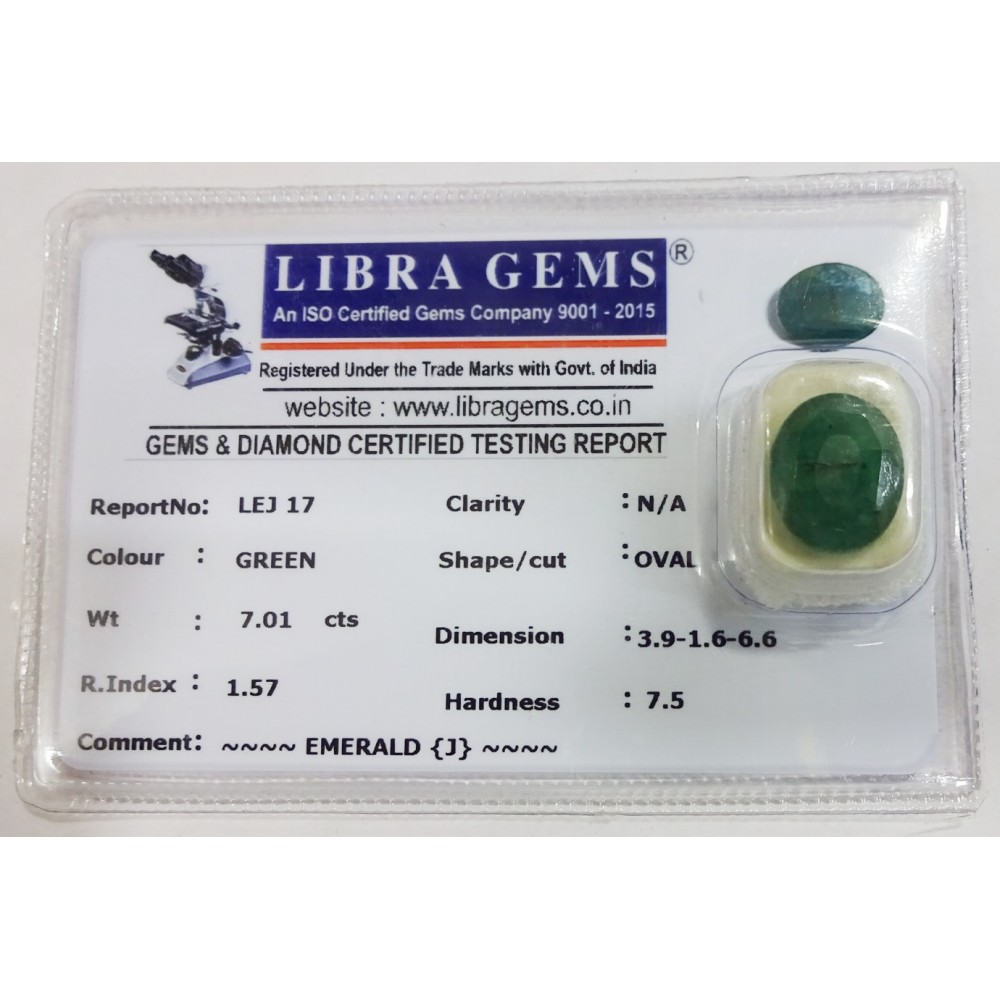 LIBRA GEMS ®
An ISO Certified Gems Company 9001 - 2015
Registered Under the Trade Marks with Govt. of India
website : www.libragems.co.in
GEMS & DIAMOND CERTIFIED TESTING REPORT
ReportNo: LEJ 17 Clarity : N/A
Colour : GREEN Shape/cut : OVAL
Wt : 7.01 cts Dimension : 3.9-1.6-6.6
R.Index : 1.57 Hardness : 7.5
Comment: ~~~~ EMERALD {J} ~~~~